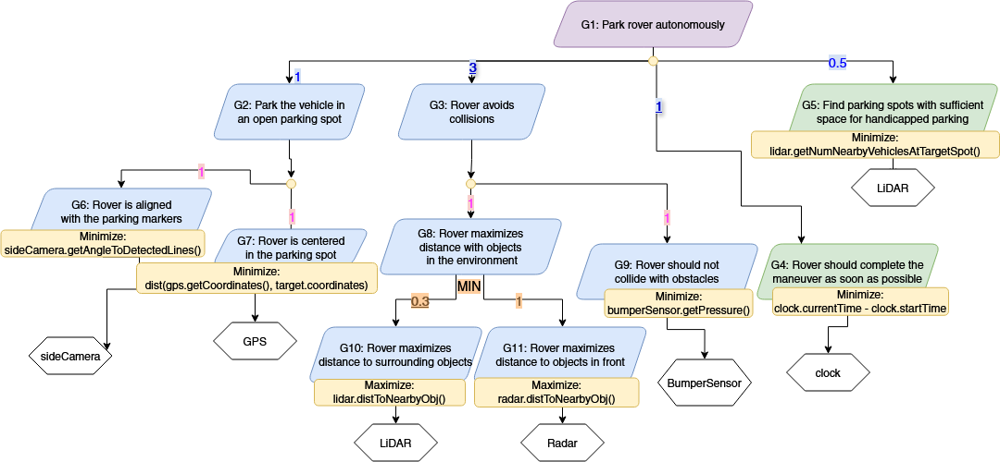 G1: Park rover autonomously
1
3
1
0.5
G2: Park the vehicle in
an open parking spot
G3: Rover avoids
collisions
G5: Find parking spots with sufficient
space for handicapped parking
Minimize:
lidar.getNumNearbyVehiclesAtTargetSpot()
LiDAR
1
1
1
1
G6: Rover is aligned
with the parking markers
Minimize:
sideCamera.getAngleToDetectedLines()
G7: Rover is centered
in the parking spot
Minimize:
dist(gps.getCoordinates(), target.coordinates)
G8: Rover maximizes
distance with objects
in the environment
G9: Rover should not
collide with obstacles
Minimize:
bumperSensor.getPressure()
G4: Rover should complete the
maneuver as soon as possible
Minimize:
clock.currentTime - clock.startTime
MIN
0.3
1
sideCamera
GPS
G10: Rover maximizes
distance to surrounding objects
Maximize:
lidar.distToNearbyObj()
G11: Rover maximizes
distance to objects in front
Maximize:
radar.distToNearbyObj()
BumperSensor
clock
LiDAR
Radar